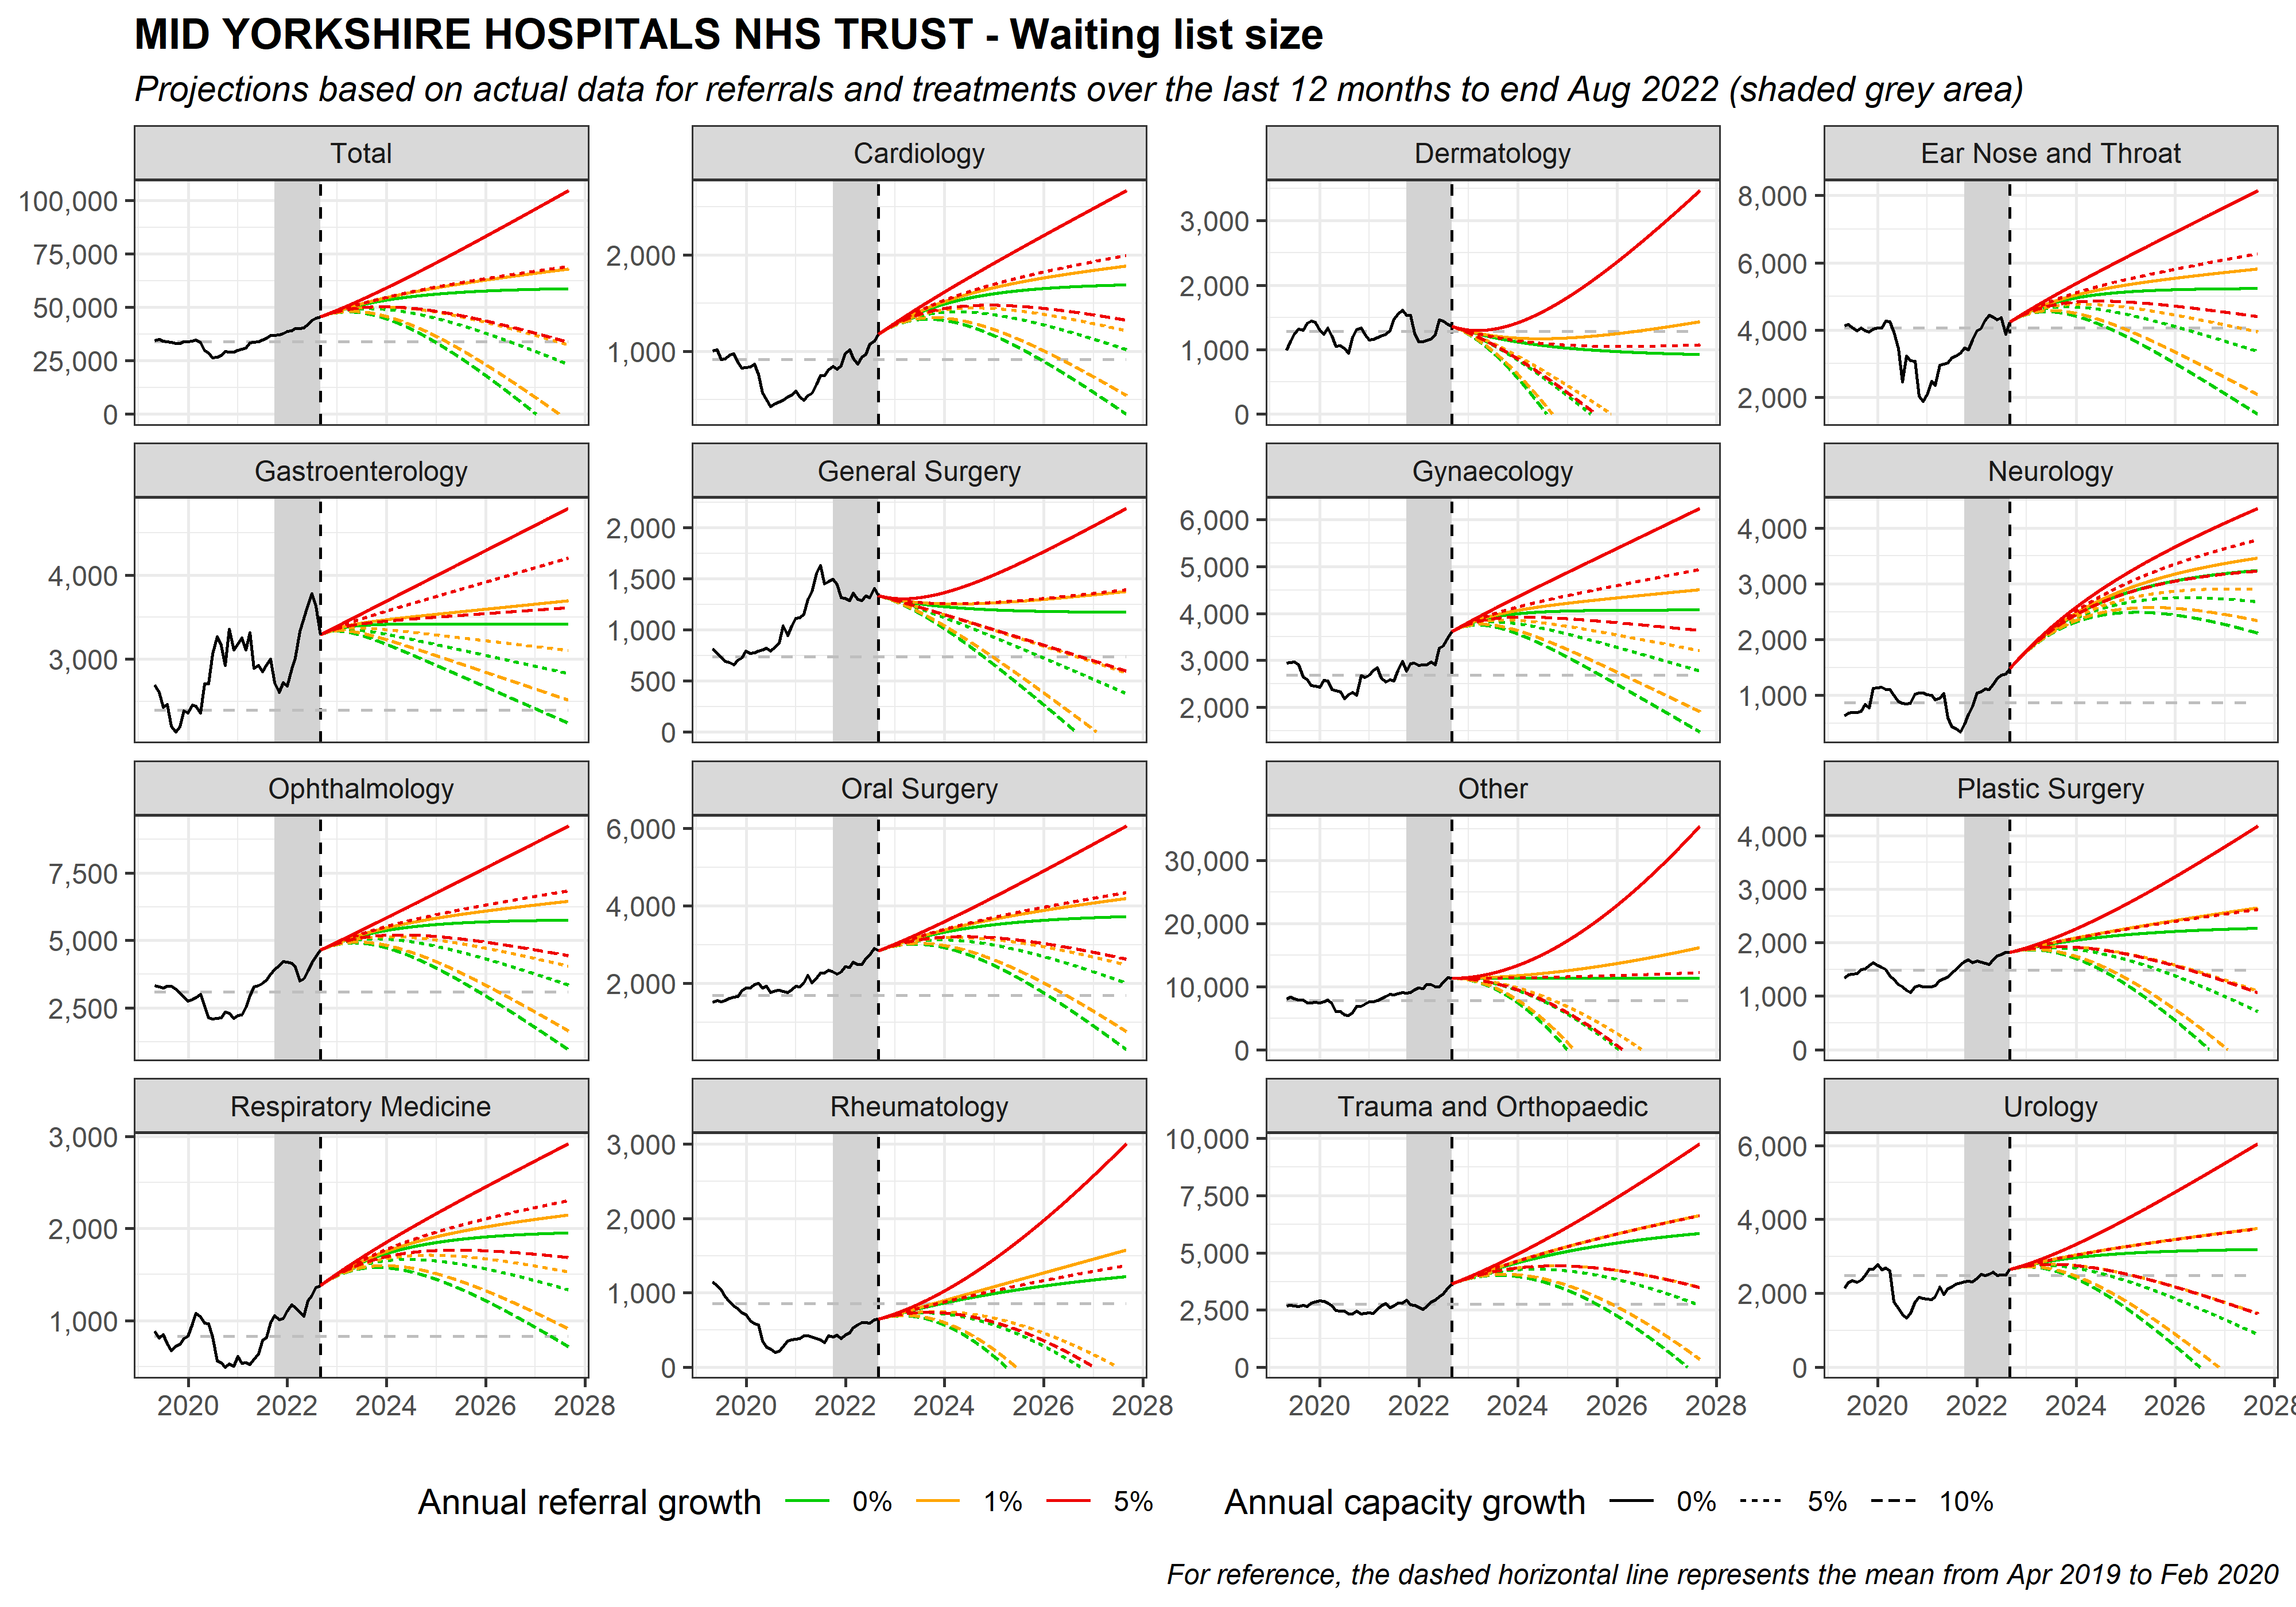 MID YORKSHIRE HOSPITALS NHS TRUST - Waiting list size
Projections based on actual data for referrals and treatments over the last 12 months to end Aug 2022 (shaded grey area)
Total
100,000
75,000
50,000
25,000
0
Cardiology
2,000
1,000
Dermatology
3,000
2,000
1,000
0
Ear Nose and Throat
8,000
6,000
4,000
2,000
Gastroenterology
4,000
3,000
General Surgery
2,000
1,500
1,000
500
0
Gynaecology
6,000
5,000
4,000
3,000
2,000
Neurology
4,000
3,000
2,000
1,000
Ophthalmology
7,500
5,000
2,500
Oral Surgery
6,000
4,000
2,000
Other
30,000
20,000
10,000
0
Plastic Surgery
4,000
3,000
2,000
1,000
0
Respiratory Medicine
3,000
2,000
1,000
2020 2022 2024 2026 2028
Rheumatology
3,000
2,000
1,000
0
2020 2022 2024 2026 2028
Trauma and Orthopaedic
10,000
7,500
5,000
2,500
0
2020 2022 2024 2026 2028
Urology
6,000
4,000
2,000
0
2020 2022 2024 2026 2028
Annual referral growth 0% 1% 5% Annual capacity growth 0% 5% 10%
For reference, the dashed horizontal line represents the mean from Apr 2019 to Feb 2020